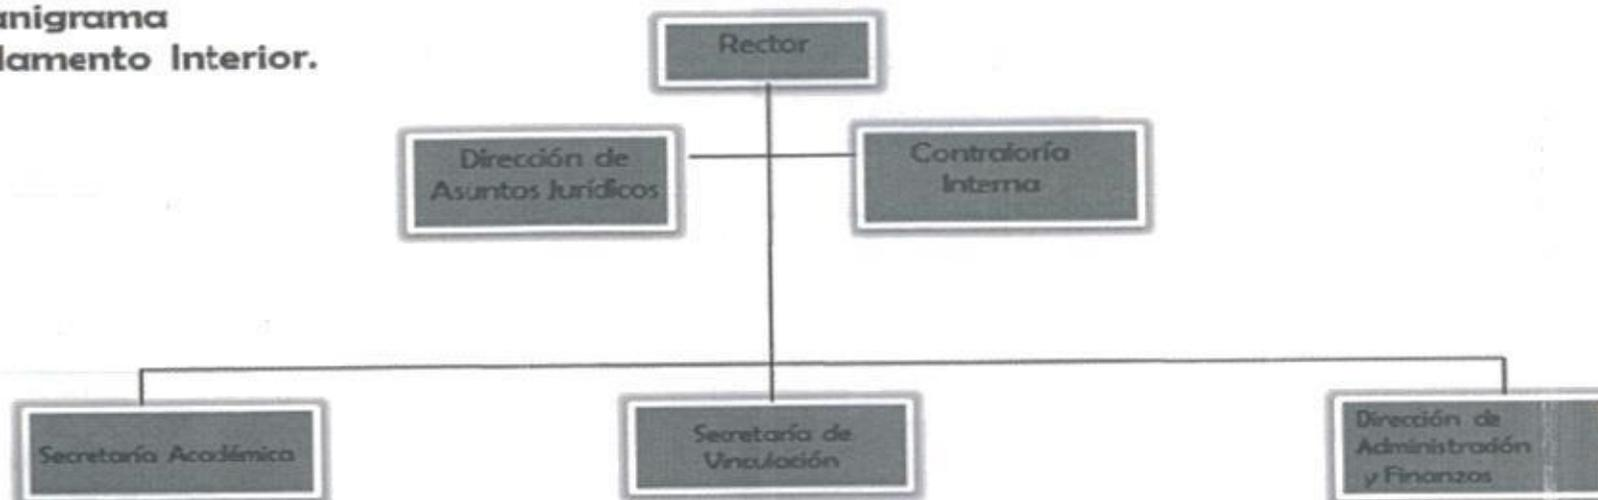 anigrama
lamento Interior.
Rector
Dirección de
Asuntos Jurídicos
Contraloría
Interna
Secretaría Académica
Secretaría de
Vinculación
Dirección de
Administración
y Finanzas